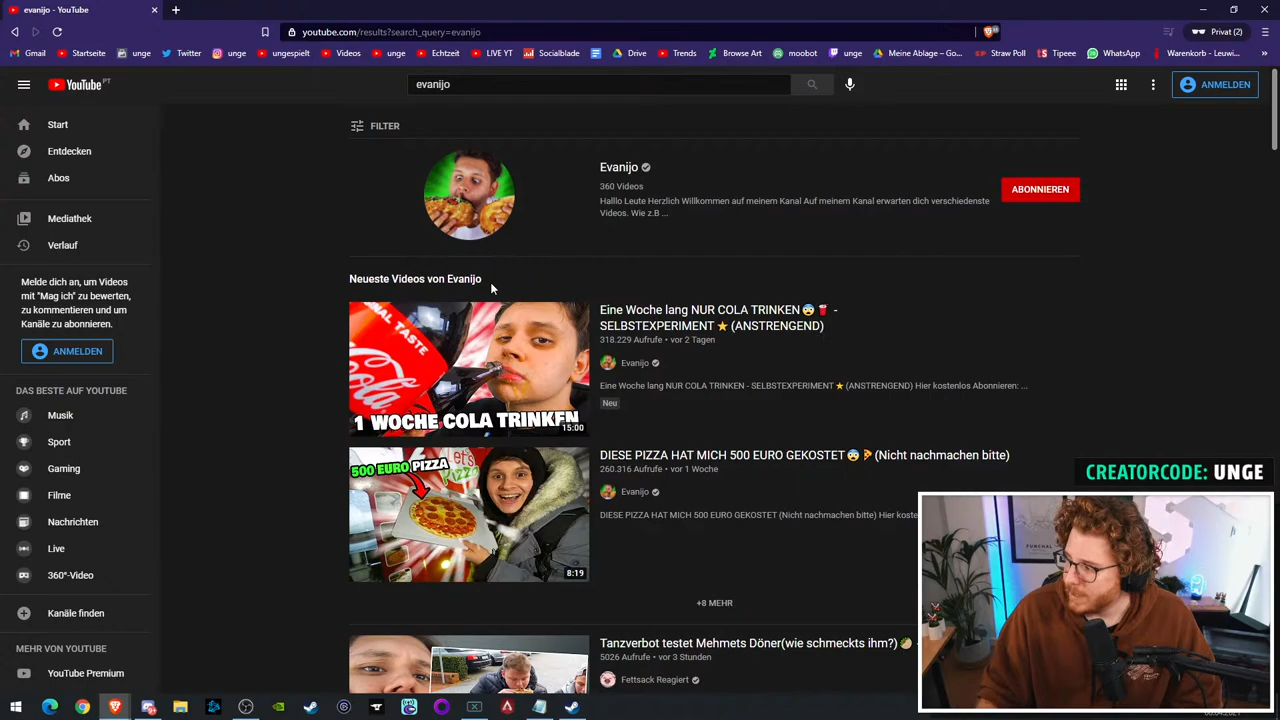 evanijo - YouTube
youtube.com/results?search_query=evanijo
Privat (2)
Gmail
Startseite
unge
Twitter
unge
ungespielt
Videos
unge
Echtzeit
LIVE YT
Socialblade
Drive
Trends
Browse Art
moobot
unge
Meine Ablage – Go...
Straw Poll
Tipeee
WhatsApp
Warenkorb - Leuwi...
YouTube PT
evanijo
ANMELDEN
Start
Entdecken
Abos
Mediathek
Verlauf
Melde dich an, um Videos
mit "Mag ich" zu bewerten,
zu kommentieren und um
Kanäle zu abonnieren.
ANMELDEN
DAS BESTE AUF YOUTUBE
Musik
Sport
Gaming
Filme
Nachrichten
Live
360°-Video
Kanäle finden
MEHR VON YOUTUBE
YouTube Premium
FILTER
Evanijo
360 Videos
Halllo Leute Herzlich Willkommen auf meinem Kanal Auf meinem Kanal erwarten dich verschiedenste
Videos. Wie z.B ...
ABONNIEREN
Neueste Videos von Evanijo
NAL TASTE
Cola
1 WOCHE COLA TRINKEN
15:00
Eine Woche lang NUR COLA TRINKEN😨🥤 -
SELBSTEXPERIMENT ⭐ (ANSTRENGEND)
318.229 Aufrufe • vor 2 Tagen
Evanijo
Eine Woche lang NUR COLA TRINKEN - SELBSTEXPERIMENT ⭐ (ANSTRENGEND) Hier kostenlos Abonnieren: ...
Neu
500 EURO PIZZA
let's
8:19
DIESE PIZZA HAT MICH 500 EURO GEKOSTET😨🍕(Nicht nachmachen bitte)
260.316 Aufrufe • vor 1 Woche
Evanijo
DIESE PIZZA HAT MICH 500 EURO GEKOSTET (Nicht nachmachen bitte) Hier koste
+8 MEHR
Tanzverbot testet Mehmets Döner(wie schmeckts ihm?)🥙
5026 Aufrufe • vor 3 Stunden
Fettsack Reagiert
CREATORCODE: UNGE
FUNCHAL